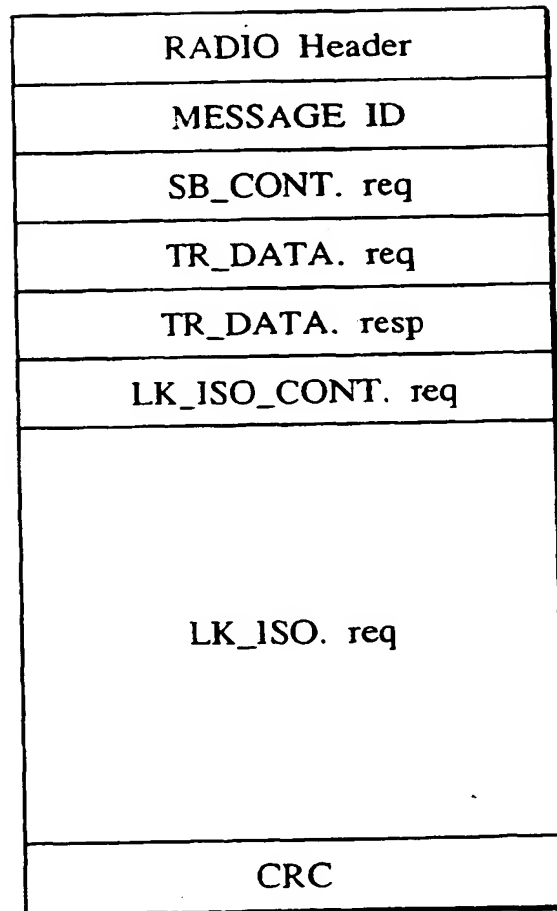 RADIO Header
MESSAGE ID
SB_CONT. req
TR_DATA. req
TR_DATA. resp
LK_ISO_CONT. req
LK_ISO. req
CRC